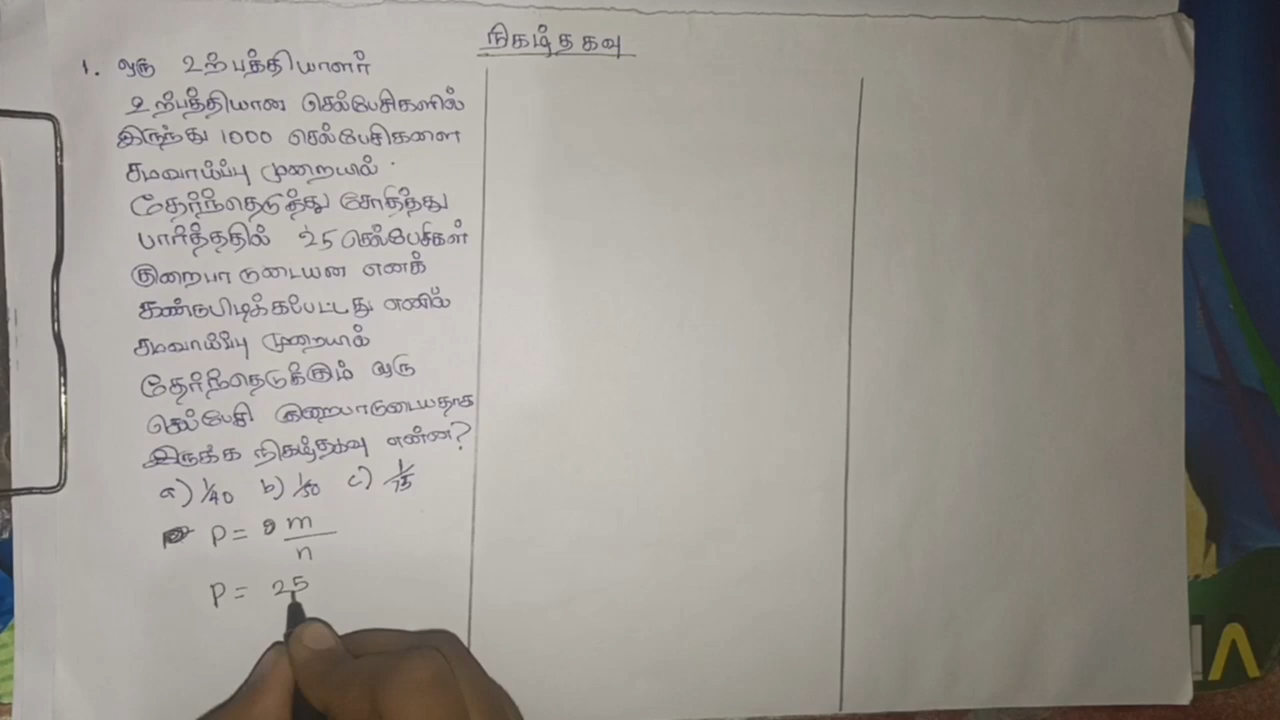 நிகழ்தகவு
1. ஒரு உற்பத்தியாளர்
உற்பத்தியான செல்பேசிகளில்
இருந்து 1000 செல்பேசிகளை
சமவாய்ப்பு முறையில்
தேர்ந்தெடுத்து சோதித்து
பார்த்ததில் 25 செல்பேசிகள்
குறைபாடுடையன எனக்
கண்டுபிடிக்கபேட்டது எனில்
சமவாய்ப்பு முறையில்
தேர்ந்தெடுக்கும் ஒரு
செல்பேசி குறைபாடுடையதாக
இருக்க நிகழ்தகவு என்ன?
a) 1/40 b) 1/50 c) 1/15
P = m/n
P = 25